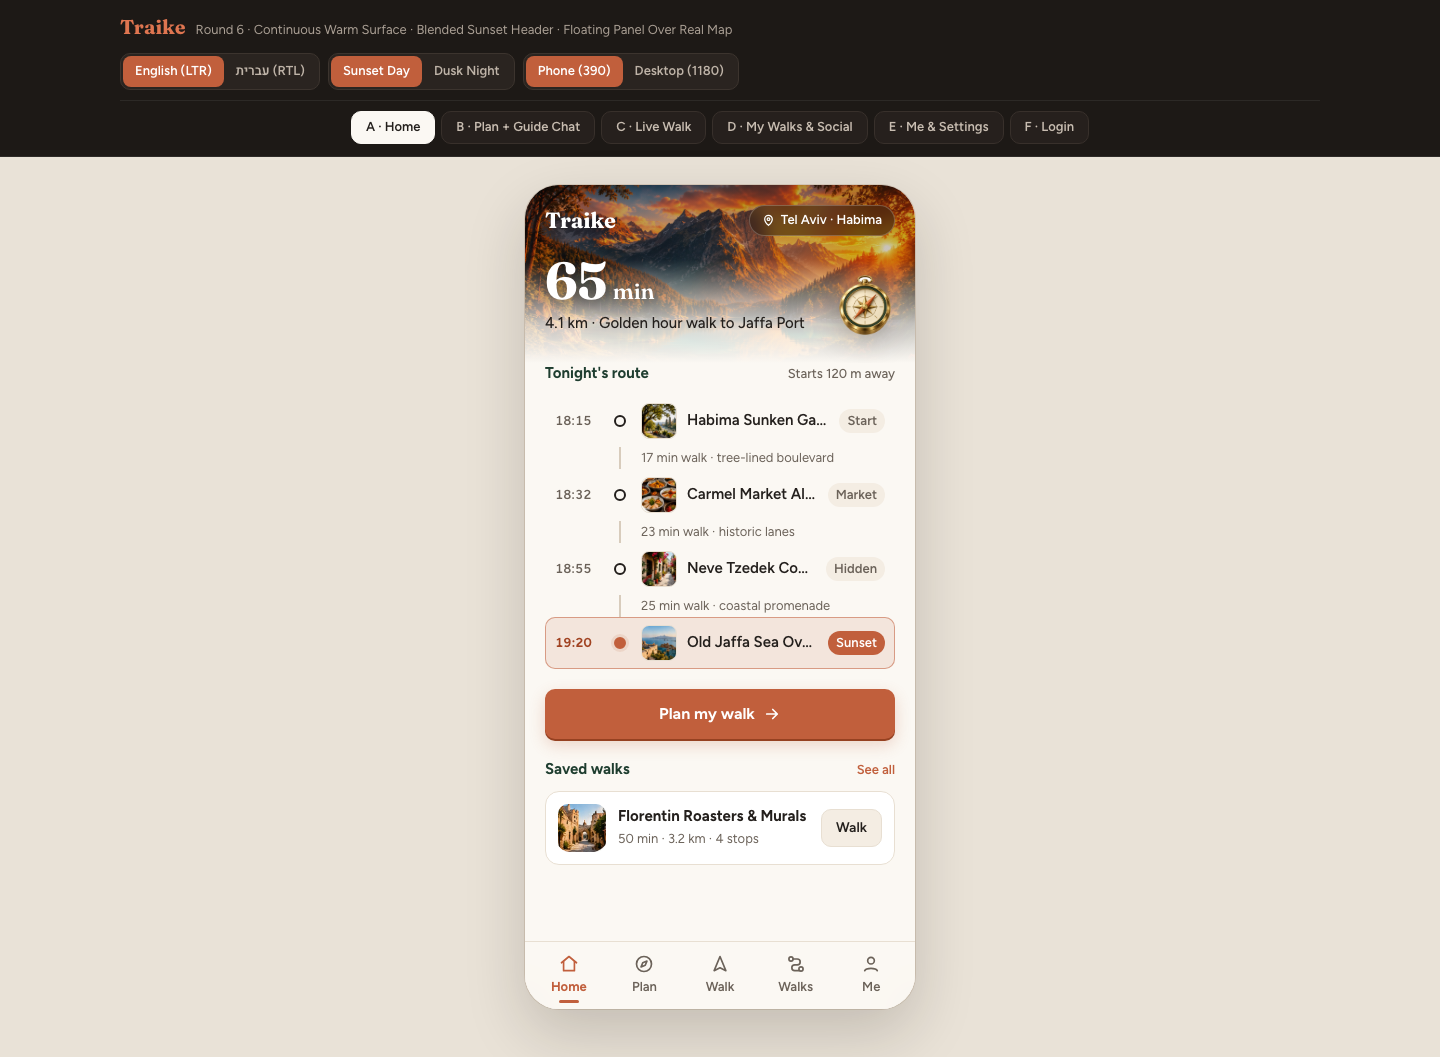 Traike Round 6 · Continuous Warm Surface · Blended Sunset Header · Floating Panel Over Real Map
English (LTR) עברית (RTL) Sunset Day Dusk Night Phone (390) Desktop (1180)
A · Home B · Plan + Guide Chat C · Live Walk D · My Walks & Social E · Me & Settings F · Login
Traike Tel Aviv · Habima
65 min
4.1 km · Golden hour walk to Jaffa Port
Tonight's route Starts 120 m away
18:15 Habima Sunken Ga... Start
17 min walk · tree-lined boulevard
18:32 Carmel Market Al... Market
23 min walk · historic lanes
18:55 Neve Tzedek Co... Hidden
25 min walk · coastal promenade
19:20 Old Jaffa Sea Ov... Sunset
Plan my walk →
Saved walks See all
Florentin Roasters & Murals
50 min · 3.2 km · 4 stops
Walk
Home Plan Walk Walks Me